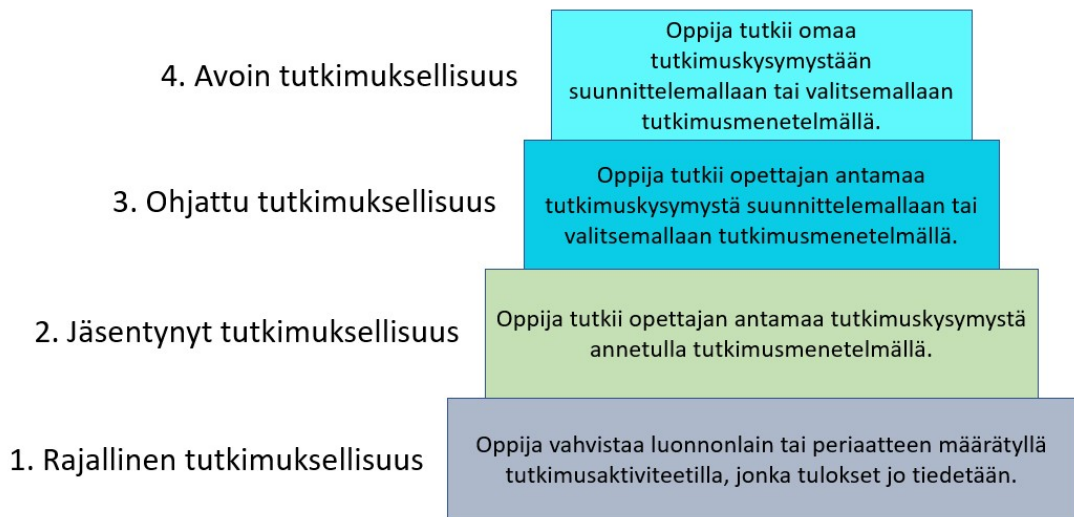 4. Avoin tutkimuksellisuus
Oppija tutkii omaa
tutkimuskysymystään
suunnittelemallaan tai valitsemallaan
tutkimusmenetelmällä.
3. Ohjattu tutkimuksellisuus
Oppija tutkii opettajan antamaa
tutkimuskysymystä suunnittelemallaan tai
valitsemallaan tutkimusmenetelmällä.
2. Jäsentynyt tutkimuksellisuus
Oppija tutkii opettajan antamaa tutkimuskysymystä
annetulla tutkimusmenetelmällä.
1. Rajallinen tutkimuksellisuus
Oppija vahvistaa luonnonlain tai periaatteen määrätyllä
tutkimusaktiviteetilla, jonka tulokset jo tiedetään.